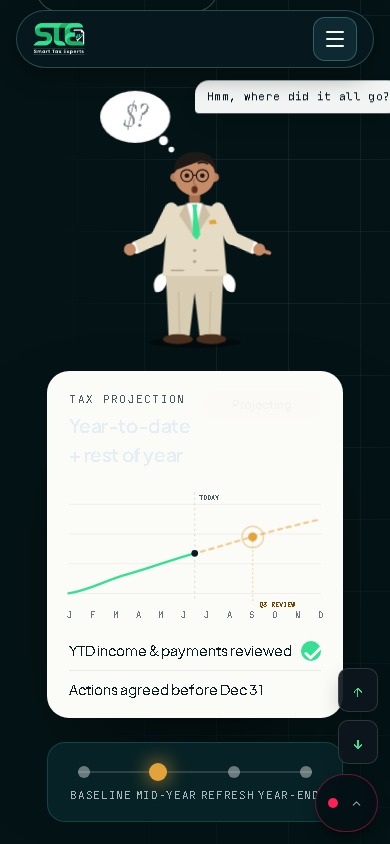 STE
Smart Tax Experts
Hmm, where did it all go?
$?
TAX PROJECTION
Projecting
Year-to-date
+ rest of year
TODAY
Q3 REVIEW
J F M A M J J A S O N D
YTD income & payments reviewed
Actions agreed before Dec 31
BASELINE MID-YEAR REFRESH YEAR-END